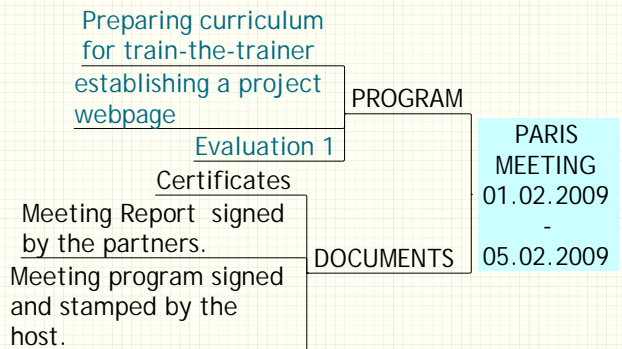 Preparing curriculum
for train-the-trainer
establishing a project
webpage
Evaluation 1
PROGRAM
Certificates
Meeting Report signed
by the partners.
Meeting program signed
and stamped by the
host.
DOCUMENTS
PARIS
MEETING
01.02.2009
-
05.02.2009